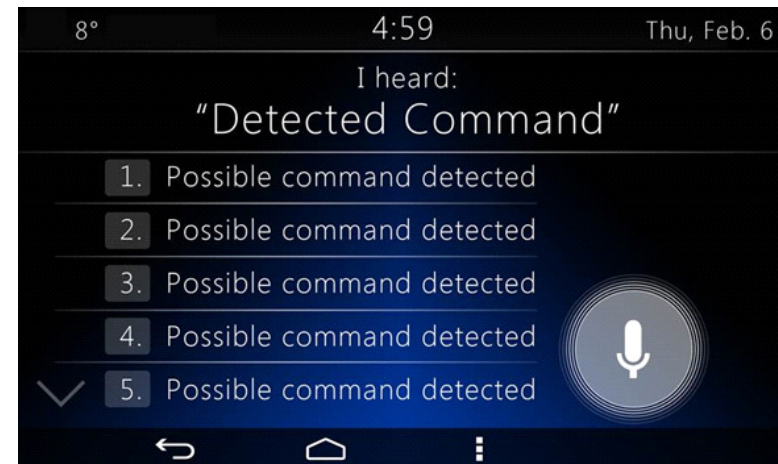 8° 4:59 Thu, Feb. 6
I heard:
“Detected Command”
1. Possible command detected
2. Possible command detected
3. Possible command detected
4. Possible command detected
5. Possible command detected